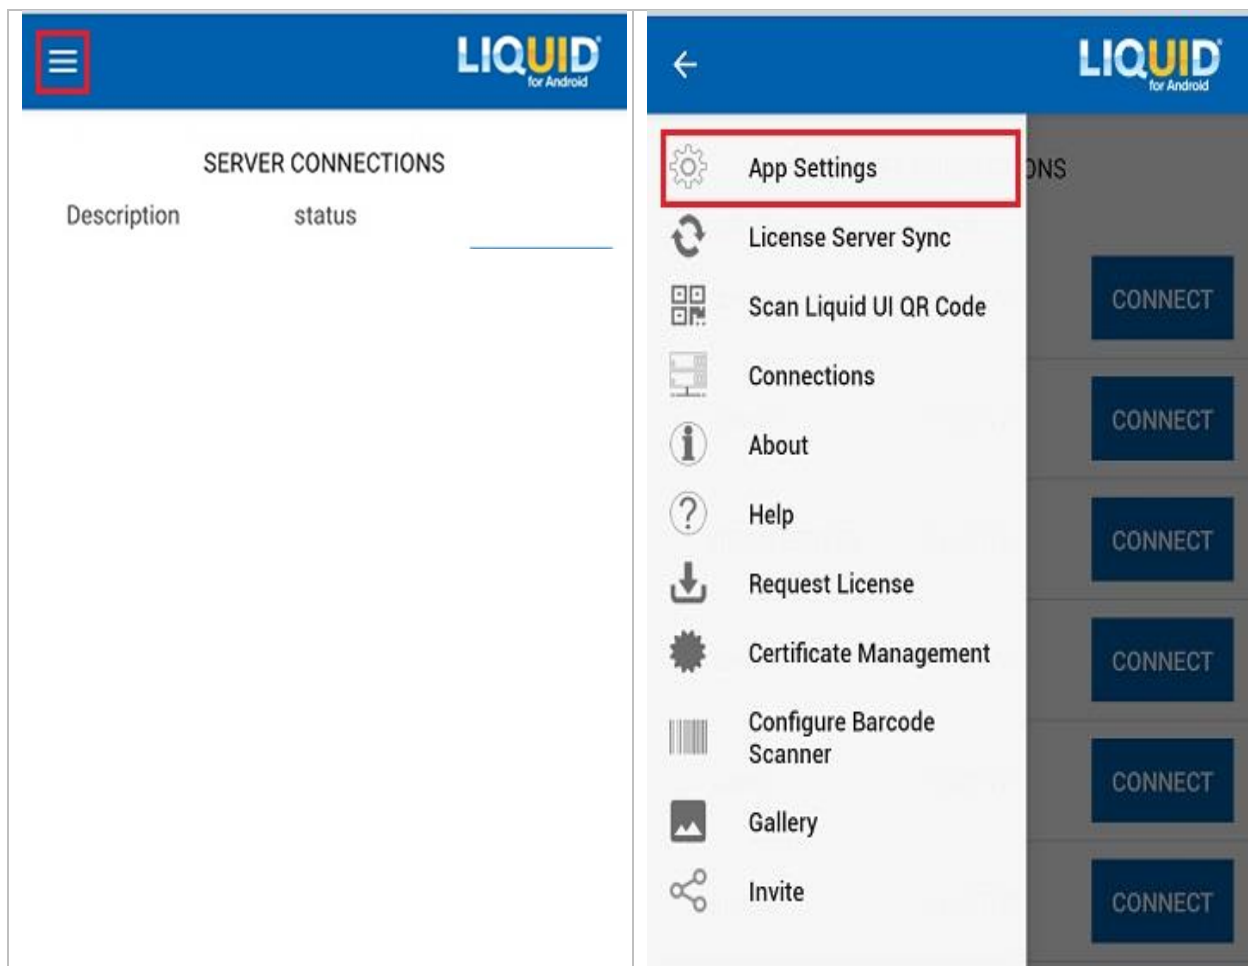 LIQUID
for Android
SERVER CONNECTIONS
Description status
LIQUID
for Android
App Settings
ONS
License Server Sync
Scan Liquid UI QR Code
CONNECT
Connections
CONNECT
About
Help
CONNECT
Request License
Certificate Management
CONNECT
Configure Barcode
Scanner
CONNECT
Gallery
Invite
CONNECT